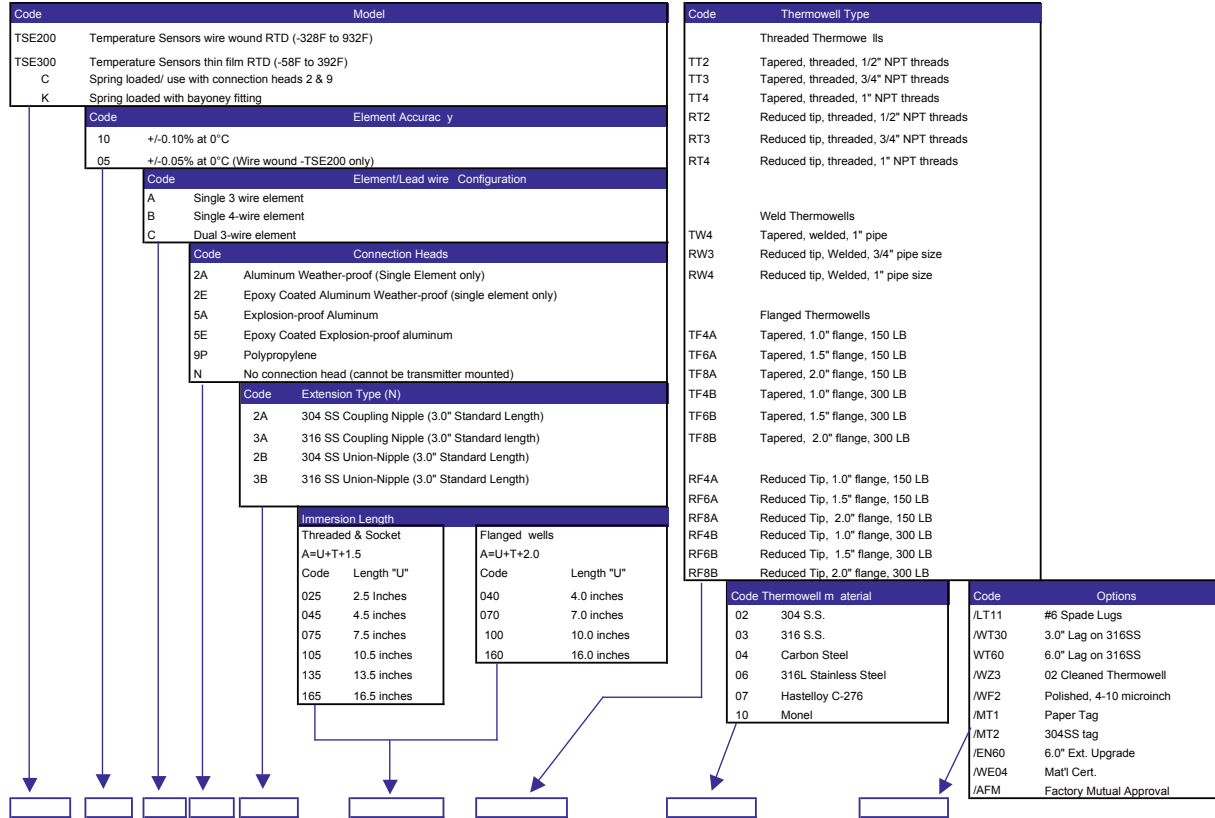 Code Model
TSE200 Temperature Sensors wire wound RTD (-328F to 932F)
TSE300 Temperature Sensors thin film RTD (-58F to 392F)
C Spring loaded/ use with connection heads 2 & 9
K Spring loaded with bayoney fitting
Code Element Accurac y
10 +/-0.10% at 0°C
05 +/-0.05% at 0°C (Wire wound -TSE200 only)
Code Element/Lead wire Configuration
A Single 3 wire element
B Single 4-wire element
C Dual 3-wire element
Code Connection Heads
2A Aluminum Weather-proof (Single Element only)
2E Epoxy Coated Aluminum Weather-proof (single element only)
5A Explosion-proof Aluminum
5E Epoxy Coated Explosion-proof aluminum
9P Polypropylene
N No connection head (cannot be transmitter mounted)
Code Extension Type (N)
2A 304 SS Coupling Nipple (3.0" Standard Length)
3A 316 SS Coupling Nipple (3.0" Standard length)
2B 304 SS Union-Nipple (3.0" Standard Length)
3B 316 SS Union-Nipple (3.0" Standard Length)
Immersion Length
Threaded & Socket
A=U+T+1.5
Code Length "U"
025 2.5 Inches
045 4.5 inches
075 7.5 inches
105 10.5 inches
135 13.5 inches
165 16.5 inches
Flanged wells
A=U+T+2.0
Code Length "U"
040 4.0 inches
070 7.0 inches
100 10.0 inches
160 16.0 inches
Code Thermowell Type
Threaded Thermowe lls
TT2 Tapered, threaded, 1/2" NPT threads
TT3 Tapered, threaded, 3/4" NPT threads
TT4 Tapered, threaded, 1" NPT threads
RT2 Reduced tip, threaded, 1/2" NPT threads
RT3 Reduced tip, threaded, 3/4" NPT threads
RT4 Reduced tip, threaded, 1" NPT threads
Weld Thermowells
TW4 Tapered, welded, 1" pipe
RW3 Reduced tip, Welded, 3/4" pipe size
RW4 Reduced tip, Welded, 1" pipe size
Flanged Thermowells
TF4A Tapered, 1.0" flange, 150 LB
TF6A Tapered, 1.5" flange, 150 LB
TF8A Tapered, 2.0" flange, 150 LB
TF4B Tapered, 1.0" flange, 300 LB
TF6B Tapered, 1.5" flange, 300 LB
TF8B Tapered, 2.0" flange, 300 LB
RF4A Reduced Tip, 1.0" flange, 150 LB
RF6A Reduced Tip, 1.5" flange, 150 LB
RF8A Reduced Tip, 2.0" flange, 150 LB
RF4B Reduced Tip, 1.0" flange, 300 LB
RF6B Reduced Tip, 1.5" flange, 300 LB
RF8B Reduced Tip, 2.0" flange, 300 LB
Code Thermowell m aterial
02 304 S.S.
03 316 S.S.
04 Carbon Steel
06 316L Stainless Steel
07 Hastelloy C-276
10 Monel
Code Options
/LT11 #6 Spade Lugs
/WT30 3.0" Lag on 316SS
WT60 6.0" Lag on 316SS
/WZ3 02 Cleaned Thermowell
/WF2 Polished, 4-10 microinch
/MT1 Paper Tag
/MT2 304SS tag
/EN60 6.0" Ext. Upgrade
/WE04 Mat'l Cert.
/AFM Factory Mutual Approval